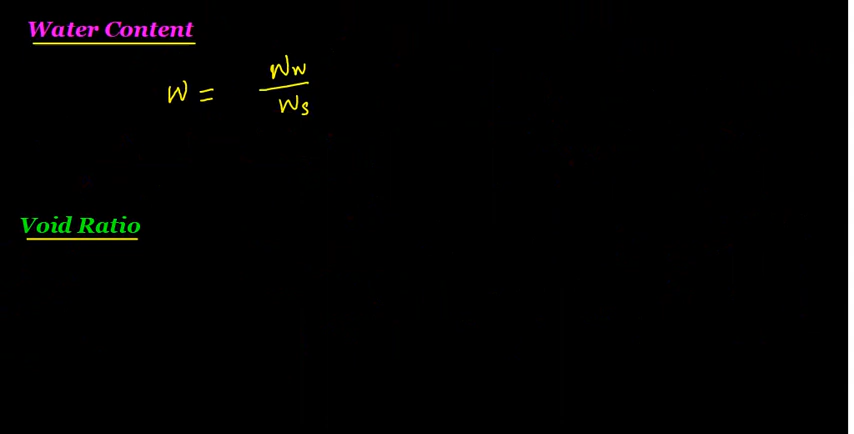 Water Content
W = Ww / Ws
Void Ratio